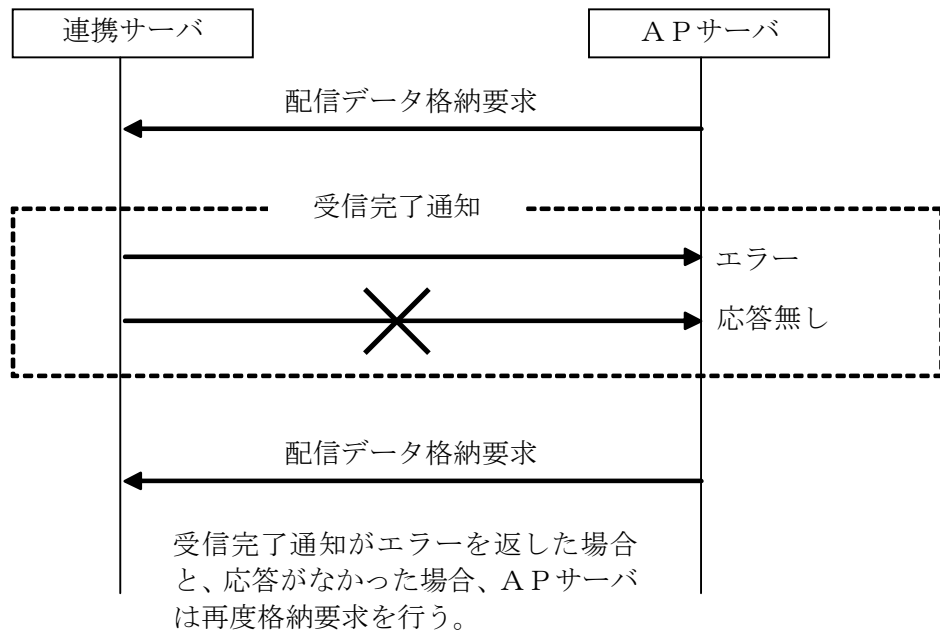 連携サーバ
ＡＰサーバ
配信データ格納要求
受信完了通知
エラー
応答無し
配信データ格納要求
受信完了通知がエラーを返した場合
と、応答がなかった場合、ＡＰサーバ
は再度格納要求を行う。